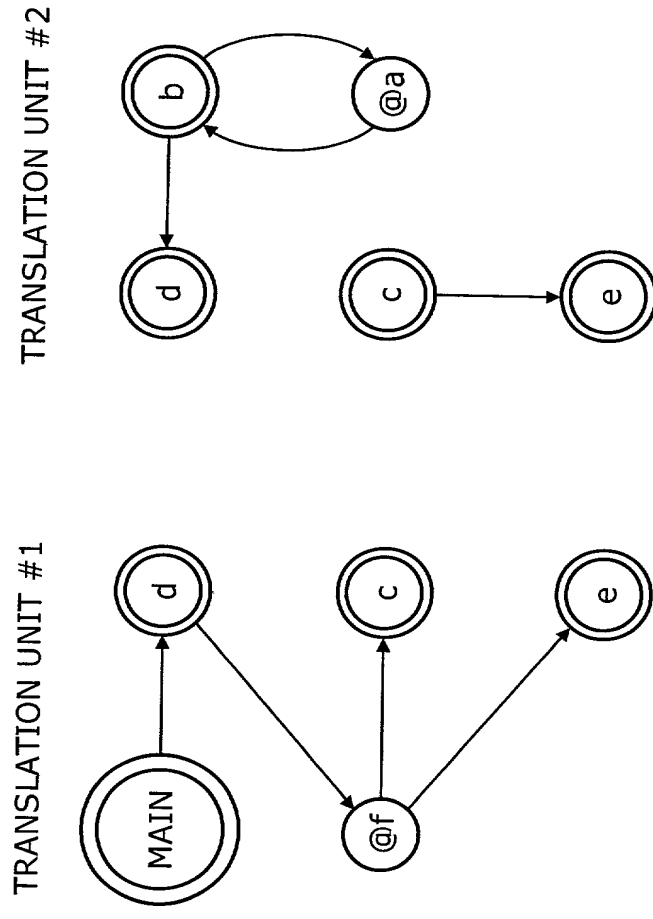 TRANSLATION UNIT #1
MAIN
d
@f
c
e
TRANSLATION UNIT #2
d
b
c
@a
e